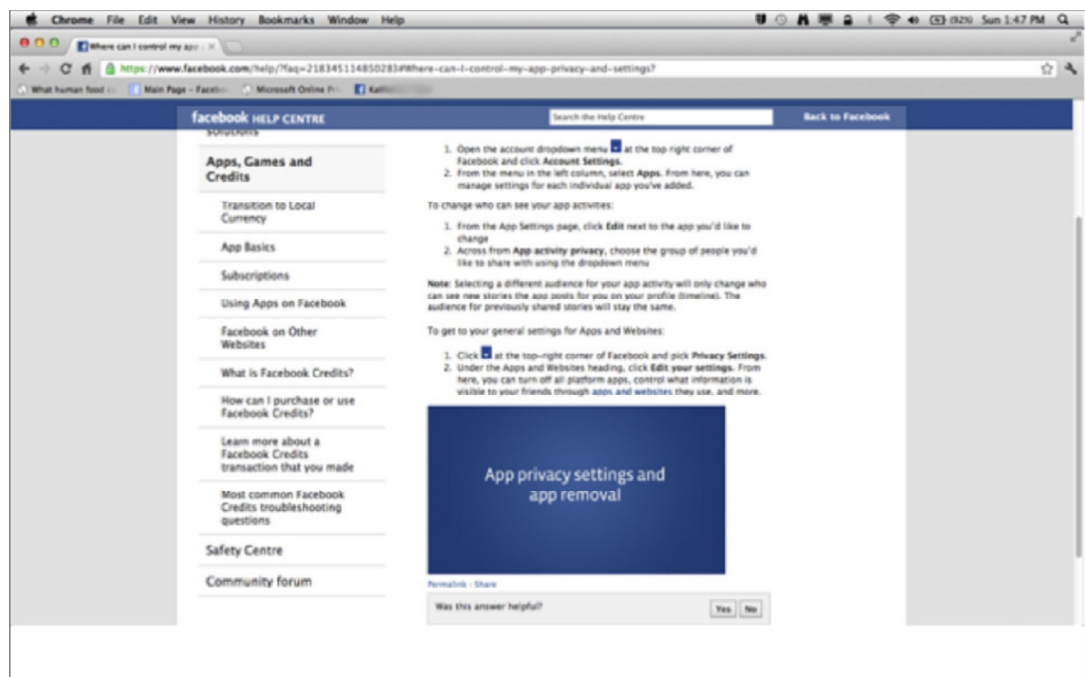 Chrome File Edit View History Bookmarks Window Help
(92%) Sun 1:47 PM
Where can I control my app
https://www.facebook.com/help/?faq=218345114850283#Where-can-I-control-my-app-privacy-and-settings?
What human food
Main Page - Facebo
Microsoft Online
facebook HELP CENTRE
Search the Help Centre
Back to Facebook
solutions
Apps, Games and
Credits
Transition to Local
Currency
App Basics
Subscriptions
Using Apps on Facebook
Facebook on Other
Websites
What is Facebook Credits?
How can I purchase or use
Facebook Credits?
Learn more about a
Facebook Credits
transaction that you made
Most common Facebook
Credits troubleshooting
questions
Safety Centre
Community forum
1. Open the account dropdown menu at the top right corner of
Facebook and click Account Settings.
2. From the menu in the left column, select Apps. From here, you can
manage settings for each individual app you've added.
To change who can see your app activities:
1. From the App Settings page, click Edit next to the app you'd like to
change
2. Across from App activity privacy, choose the group of people you'd
like to share with using the dropdown menu
Note: Selecting a different audience for your app activity will only change who
can see new stories the app posts for you on your profile (timeline). The
audience for previously shared stories will stay the same.
To get to your general settings for Apps and Websites:
1. Click at the top-right corner of Facebook and pick Privacy Settings.
2. Under the Apps and Websites heading, click Edit your settings. From
here, you can turn off all platform apps, control what information is
visible to your friends through apps and websites they use, and more.
App privacy settings and
app removal
Permalink · Share
Was this answer helpful?
Yes No